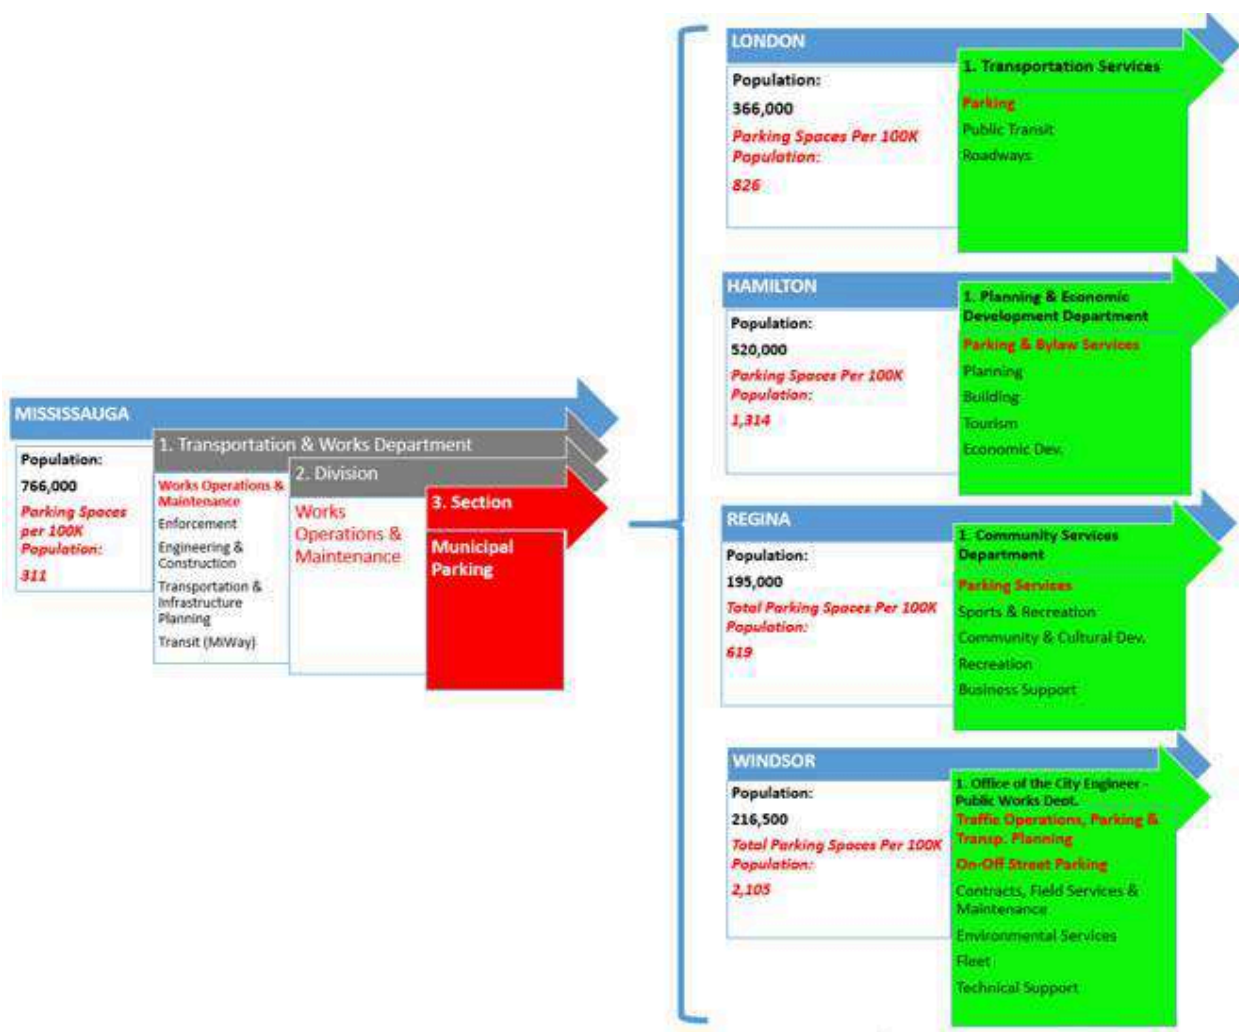 MISSISSAUGA
Population:
766,000
Parking Spaces
per 100K
Population:
311
1. Transportation & Works Department
Works Operations &
Maintenance
Enforcement
Engineering &
Construction
Transportation &
Infrastructure
Planning
Transit (MiWay)
2. Division
Works
Operations &
Maintenance
3. Section
Municipal
Parking
LONDON
Population:
366,000
Parking Spaces Per 100K
Population:
826
1. Transportation Services
Parking
Public Transit
Roadways
HAMILTON
Population:
520,000
Parking Spaces Per 100K
Population:
1,314
1. Planning & Economic
Development Department
Parking & Bylaw Services
Planning
Building
Tourism
Economic Dev.
REGINA
Population:
195,000
Total Parking Spaces Per 100K
Population:
619
1. Community Services
Department
Parking Services
Sports & Recreation
Community & Cultural Dev.
Recreation
Business Support
WINDSOR
Population:
216,500
Total Parking Spaces Per 100K
Population:
2,105
1. Office of the City Engineer -
Public Works Dept.
Traffic Operations, Parking &
Transp. Planning
On-Off Street Parking
Contracts, Field Services &
Maintenance
Environmental Services
Fleet
Technical Support